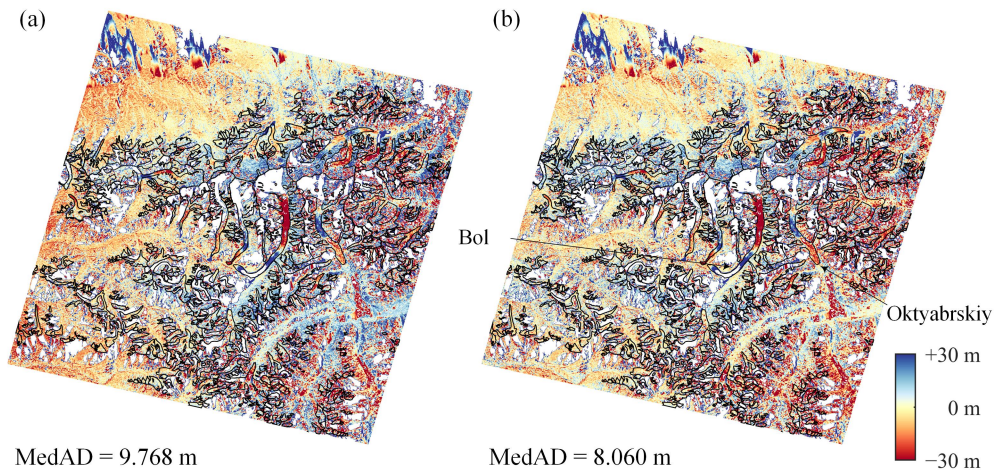 (a)
(b)
Bol
Oktyabrskiy
+30 m
0 m
−30 m
MedAD = 9.768 m
MedAD = 8.060 m